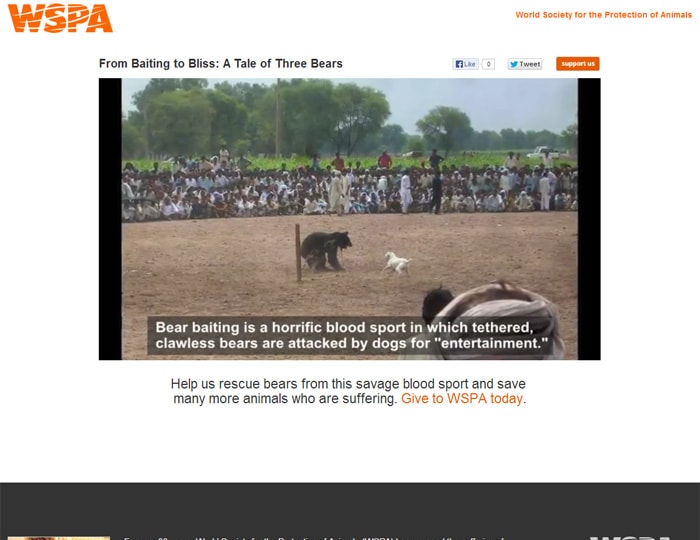 WSPA
World Society for the Protection of Animals
From Baiting to Bliss: A Tale of Three Bears
Like 0 Tweet support us
Bear baiting is a horrific blood sport in which tethered,
clawless bears are attacked by dogs for "entertainment."
Help us rescue bears from this savage blood sport and save
many more animals who are suffering. Give to WSPA today.
WSPA